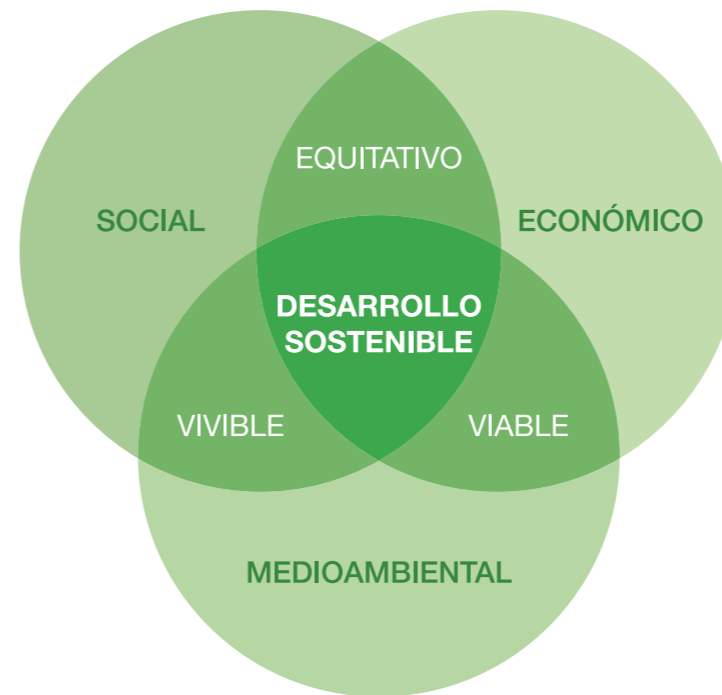 EQUITATIVO
SOCIAL
ECONÓMICO
DESARROLLO
SOSTENIBLE
VIVIBLE
VIABLE
MEDIOAMBIENTAL